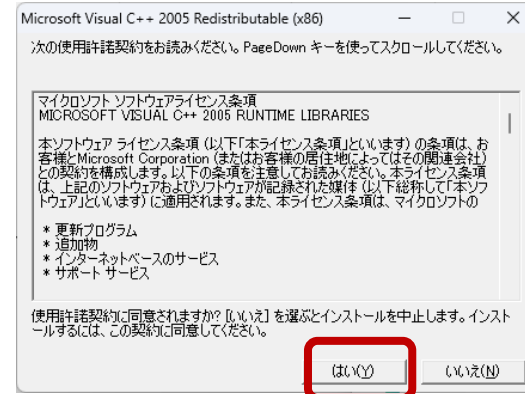 Microsoft Visual C++ 2005 Redistributable (x86)
次の使用許諾契約をお読みください。PageDown キーを使ってスクロールしてください。
マイクロソフト ソフトウェアライセンス条項
MICROSOFT VISUAL C++ 2005 RUNTIME LIBRARIES
本ソフトウェア ライセンス条項 (以下「本ライセンス条項」といいます) の条項は、お
客様とMicrosoft Corporation (またはお客様の居住地によってはその関連会社)
との契約を構成します。以下の条項を注意してお読みください。本ライセンス条項
は、上記のソフトウェアおよびソフトウェアが記録された媒体 (以下総称して「本ソフ
トウェア」といいます) に適用されます。また、本ライセンス条項は、マイクロソフトの
* 更新プログラム
* 追加物
* インターネットベースのサービス
* サポート サービス
使用許諾契約に同意されますか? [いいえ] を選ぶとインストールを中止します。インスト
ールするには、この契約に同意してください。
はい(Y)
いいえ(N)